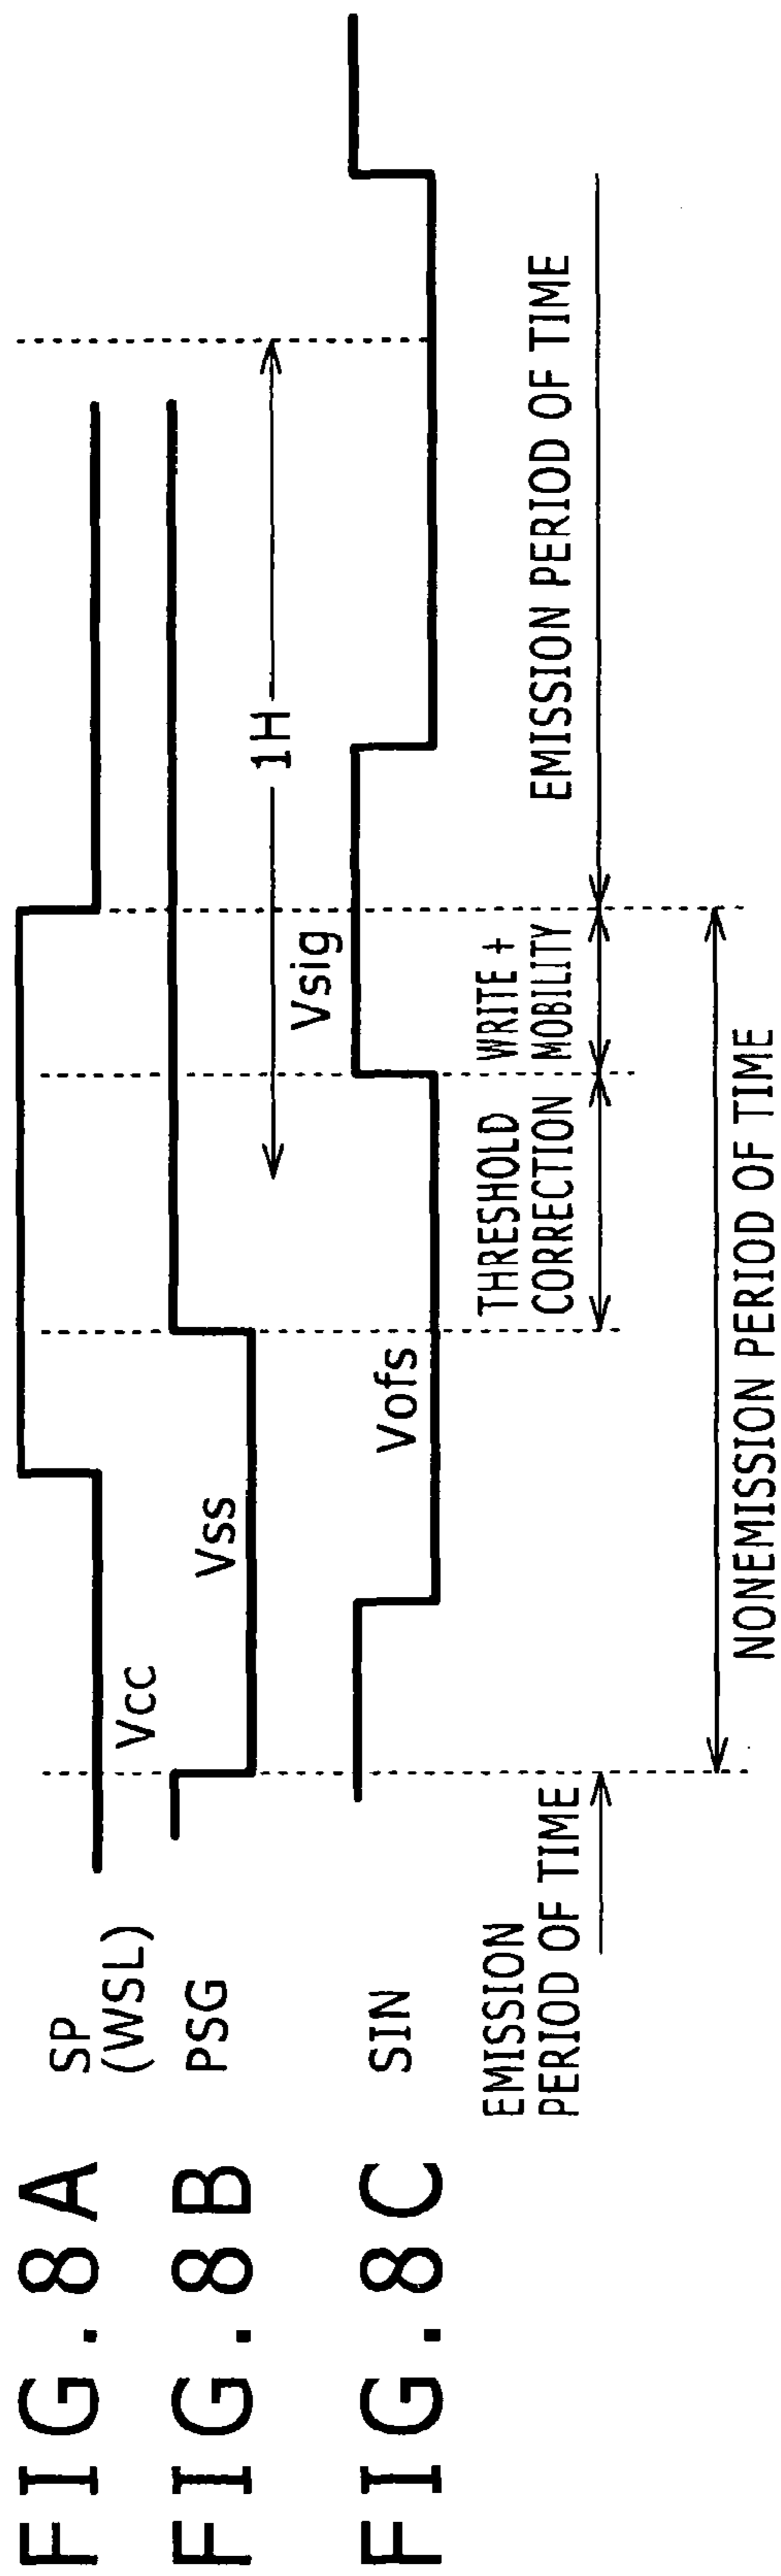 FIG.8A
SP
(WSL)
FIG.8B
PSG
Vcc
Vss
1H
FIG.8C
SIN
Vofs
Vsig
EMISSION
PERIOD OF TIME
THRESHOLD
CORRECTION
WRITE +
MOBILITY
EMISSION PERIOD OF TIME
NONEMISSION PERIOD OF TIME